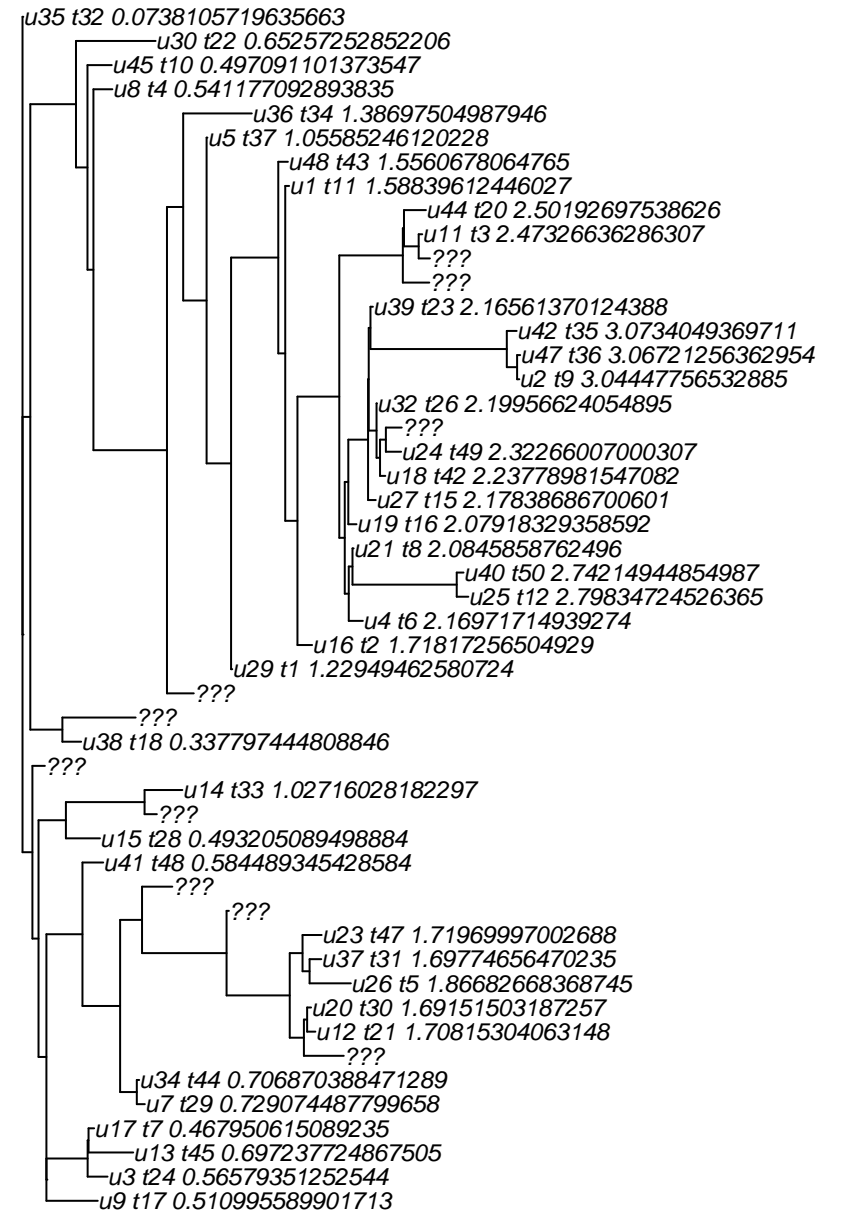 u35 t32 0.0738105719635663
u30 t22 0.65257252852206
u45 t10 0.497091101373547
u8 t4 0.541177092893835
u36 t34 1.38697504987946
u5 t37 1.05585246120228
u48 t43 1.5560678064765
u1 t11 1.58839612446027
u44 t20 2.50192697538626
u11 t3 2.47326636286307
???
???
u39 t23 2.16561370124388
u42 t35 3.0734049369711
u47 t36 3.06721256362954
u2 t9 3.04447756532885
u32 t26 2.19956624054895
???
u24 t49 2.32266007000307
u18 t42 2.23778981547082
u27 t15 2.17838686700601
u19 t16 2.07918329358592
u21 t8 2.0845858762496
u40 t50 2.74214944854987
u25 t12 2.79834724526365
u4 t6 2.16971714939274
u16 t2 1.71817256504929
u29 t1 1.22949462580724
???
???
u38 t18 0.337797444808846
???
u14 t33 1.02716028182297
???
u15 t28 0.493205089498884
u41 t48 0.584489345428584
???
???
u23 t47 1.71969997002688
u37 t31 1.69774656470235
u26 t5 1.86682668368745
u20 t30 1.69151503187257
u12 t21 1.70815304063148
???
u34 t44 0.706870388471289
u7 t29 0.729074487799658
u17 t7 0.467950615089235
u13 t45 0.697237724867505
u3 t24 0.56579351252544
u9 t17 0.510995589901713